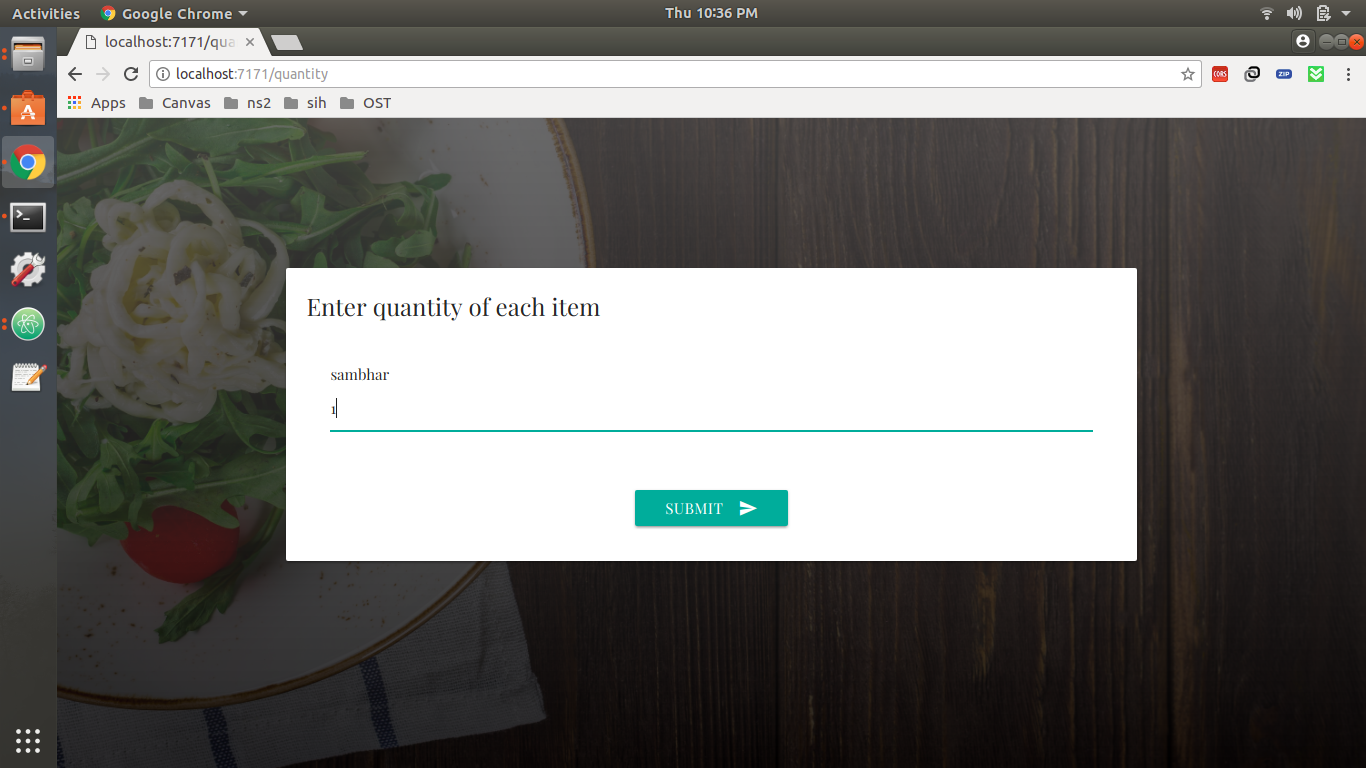 Activities
Google Chrome
Thu 10:36 PM
localhost:7171/qua
localhost:7171/quantity
CORS
ZIP
Apps
Canvas
ns2
sih
OST
Enter quantity of each item
sambhar
1
SUBMIT